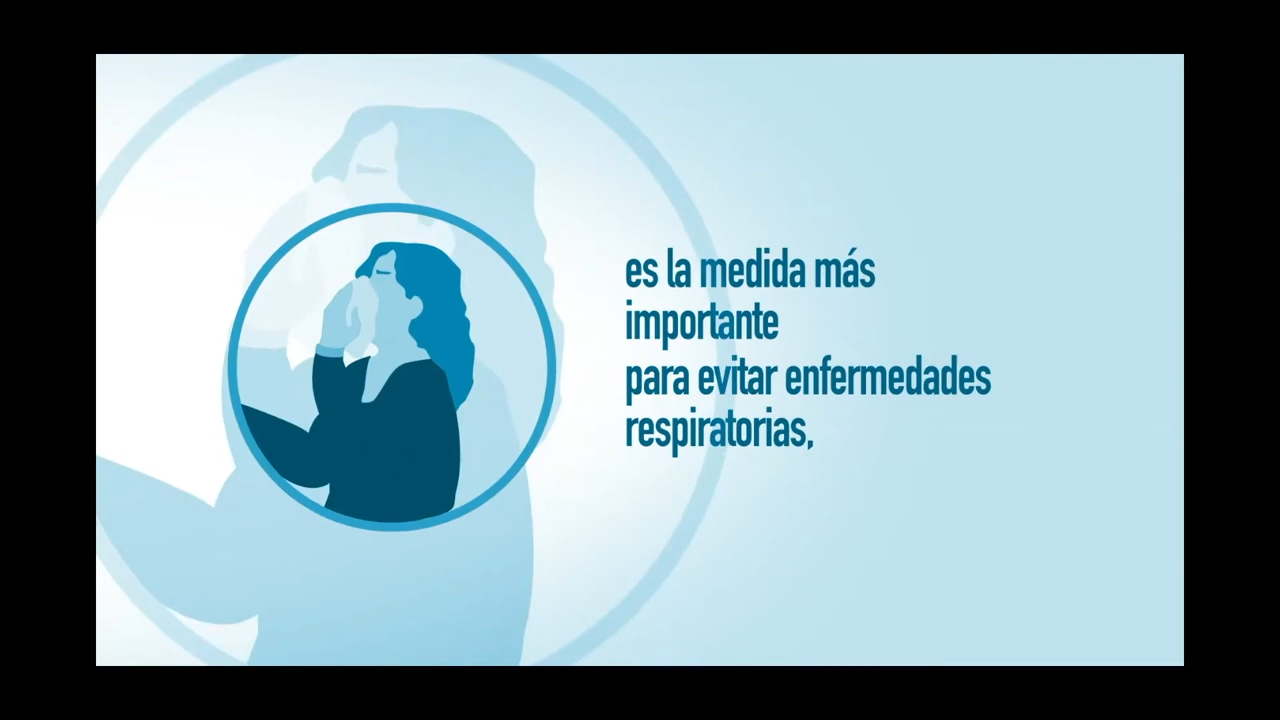 es la medida más
importante
para evitar enfermedades
respiratorias,